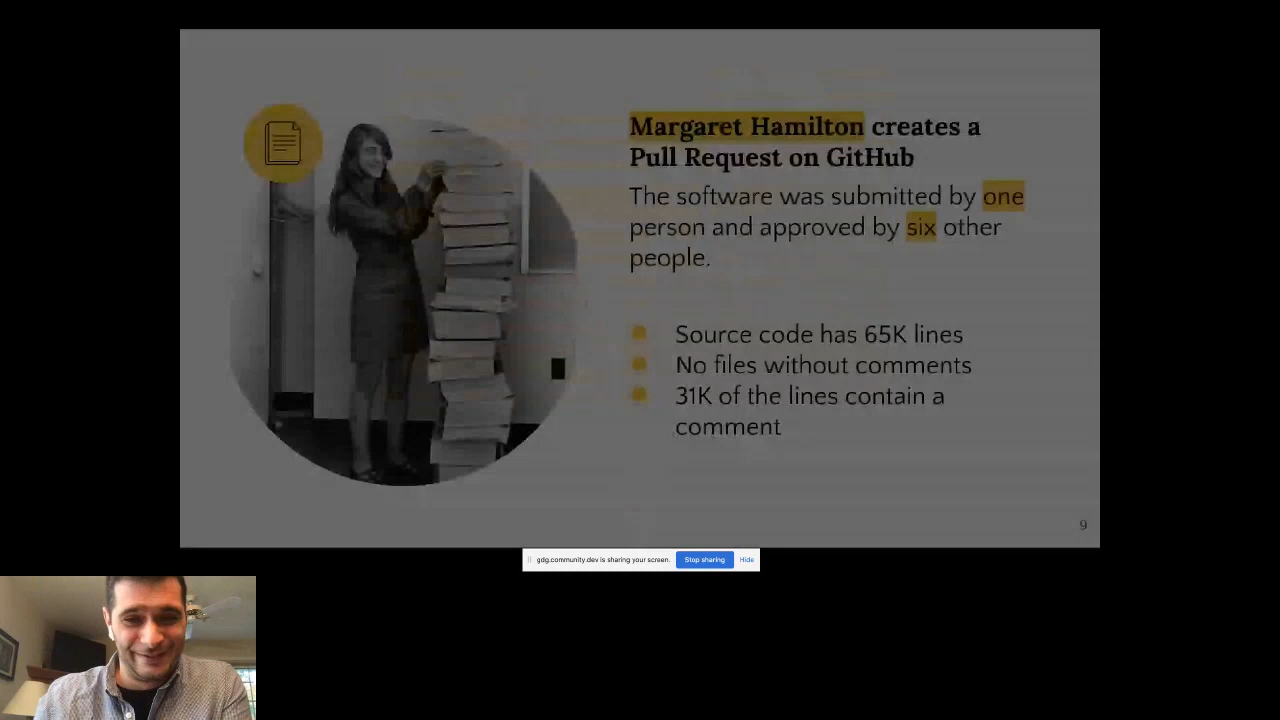 Margaret Hamilton creates a
Pull Request on GitHub
The software was submitted by one
person and approved by six other
people.
Source code has 65K lines
No files without comments
31K of the lines contain a
comment
9
gdg.community.dev is sharing your screen.
Stop sharing
Hide